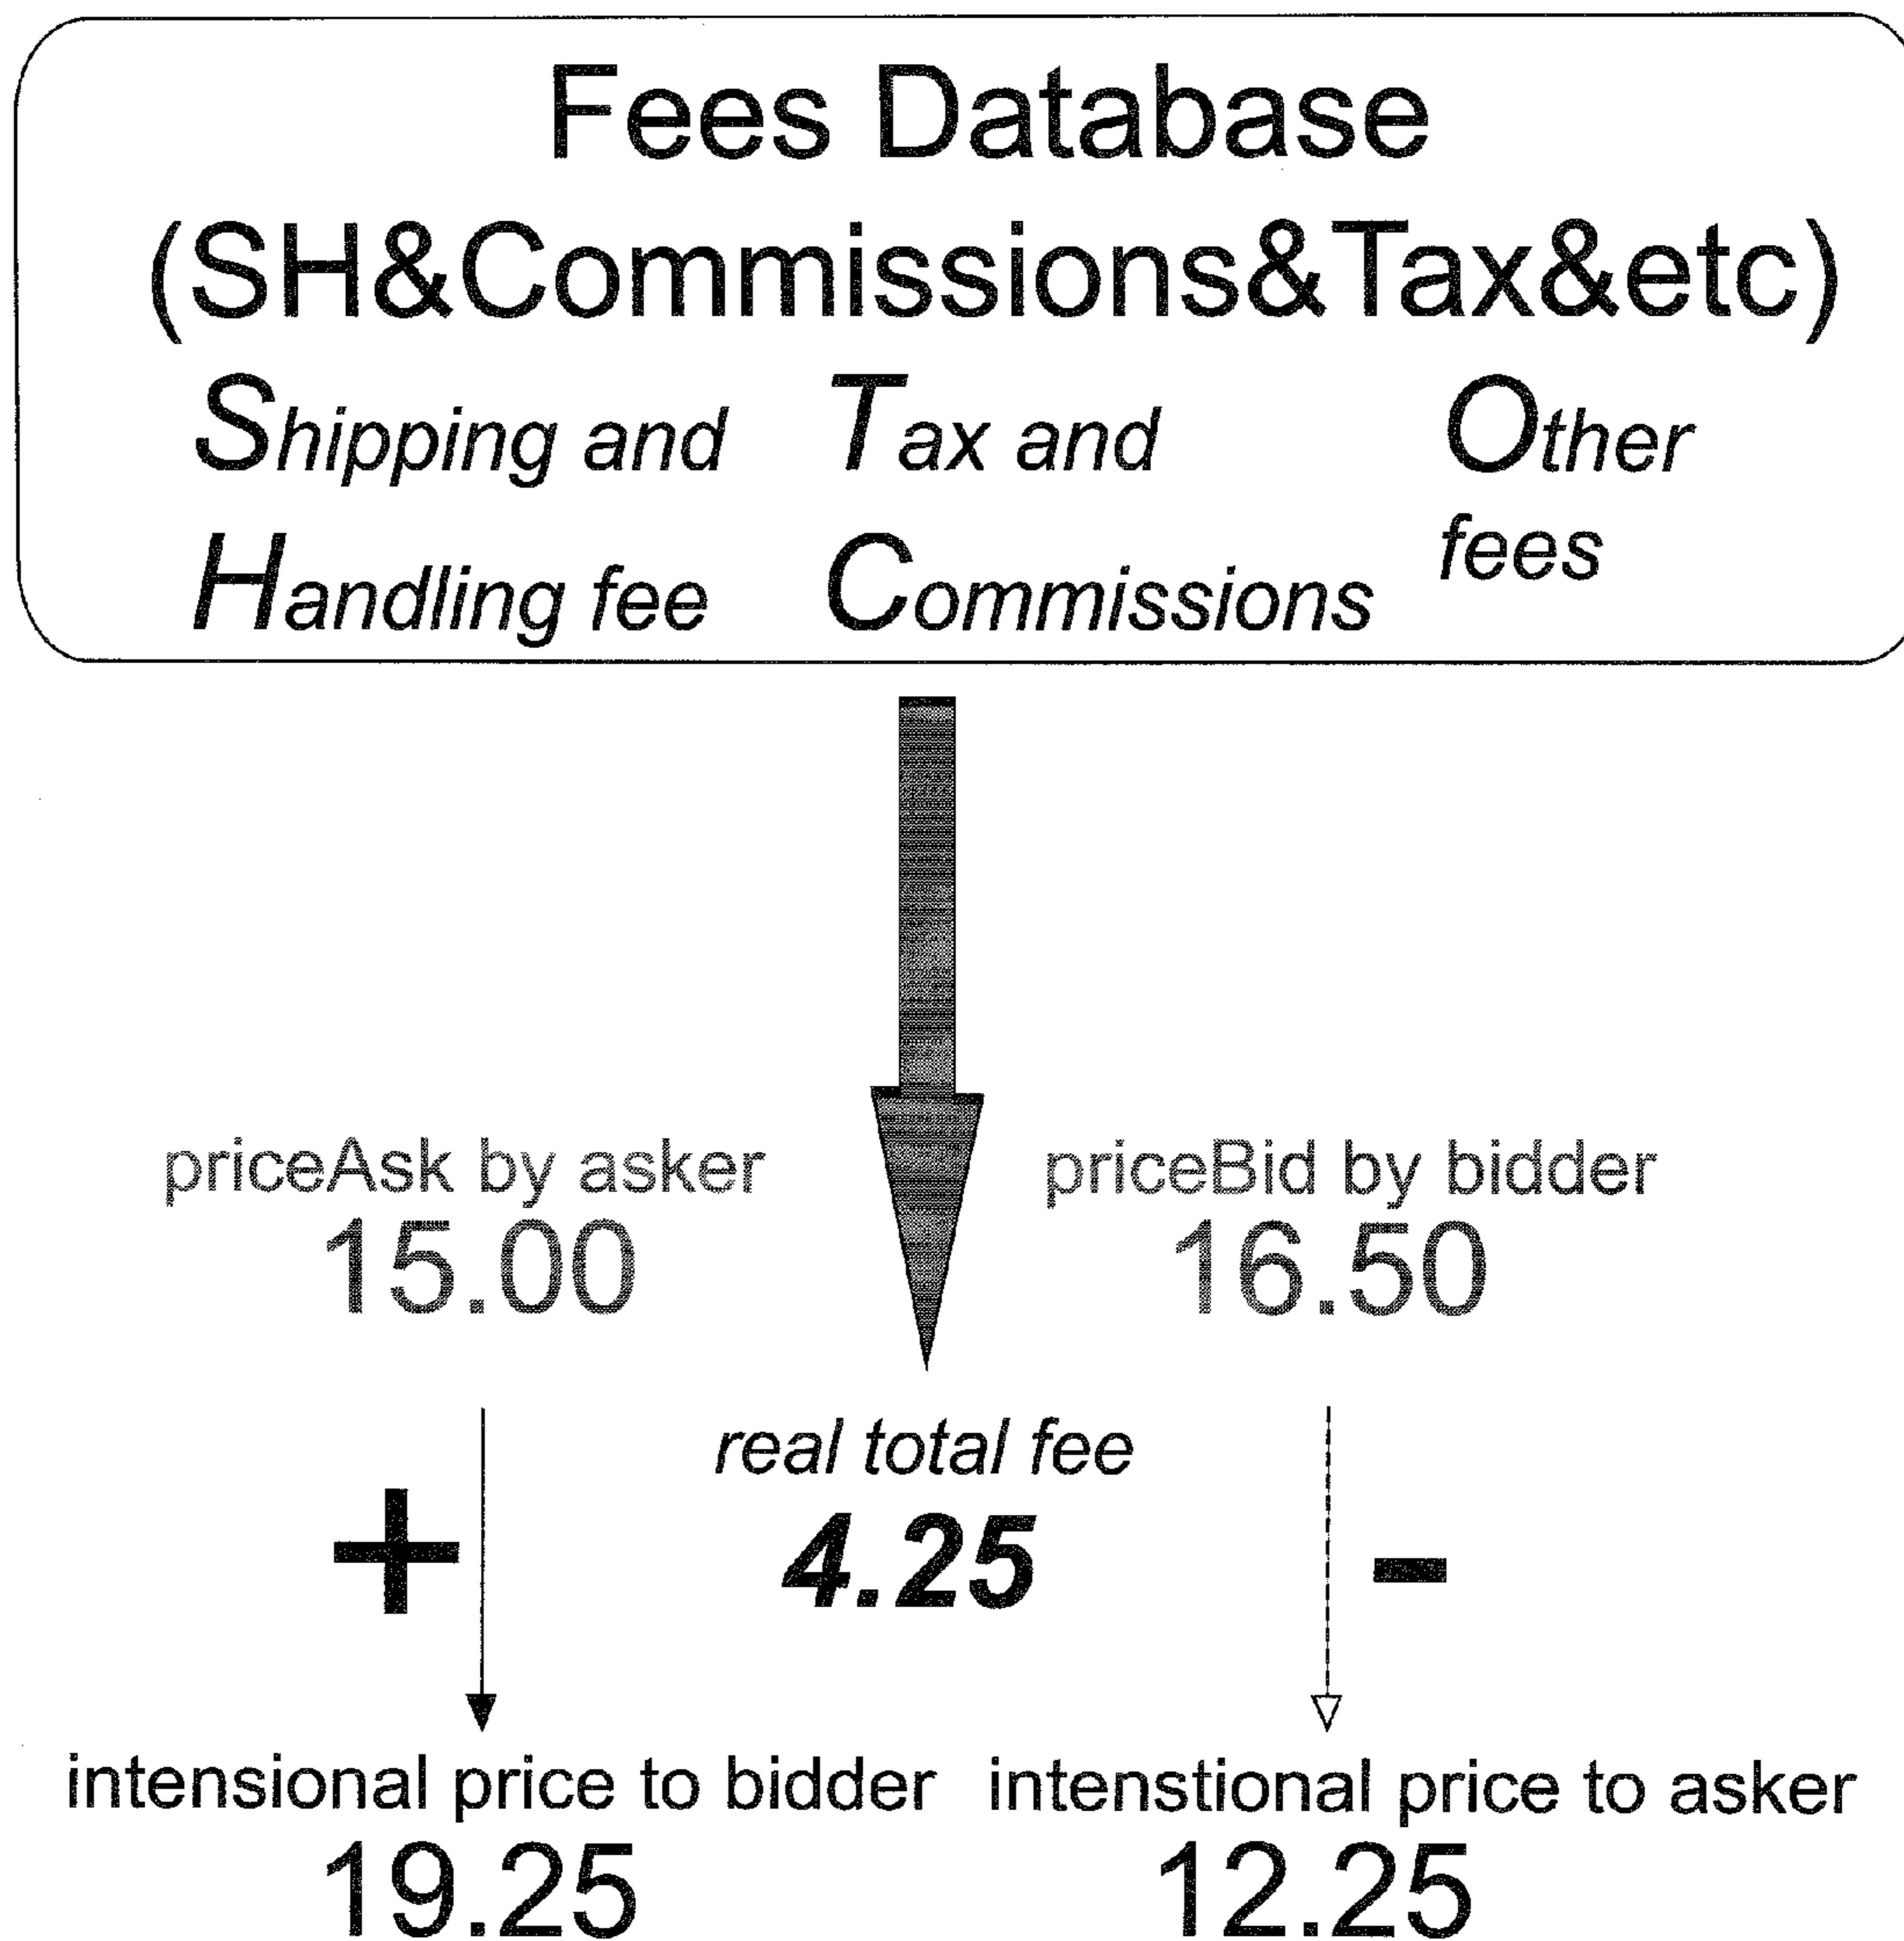 Fees Database
(SH&Commissions&Tax&etc)
Shipping and Tax and Other
Handling fee Commissions fees
priceAsk by asker priceBid by bidder
15.00 16.50
real total fee
+ 4.25 -
intensional price to bidder intenstional price to asker
19.25 12.25